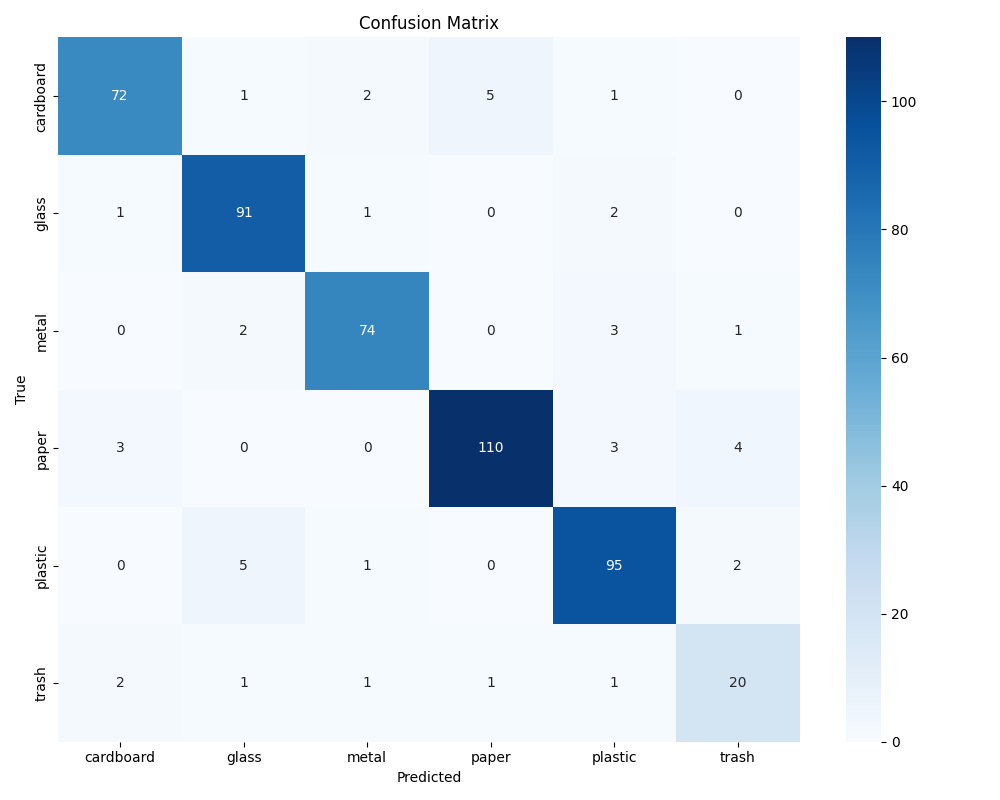 Confusion Matrix
cardboard 72 1 2 5 1 0
glass 1 91 1 0 2 0
metal 0 2 74 0 3 1
paper 3 0 0 110 3 4
plastic 0 5 1 0 95 2
trash 2 1 1 1 1 20
cardboard glass metal paper plastic trash
Predicted
True
100
80
60
40
20
0